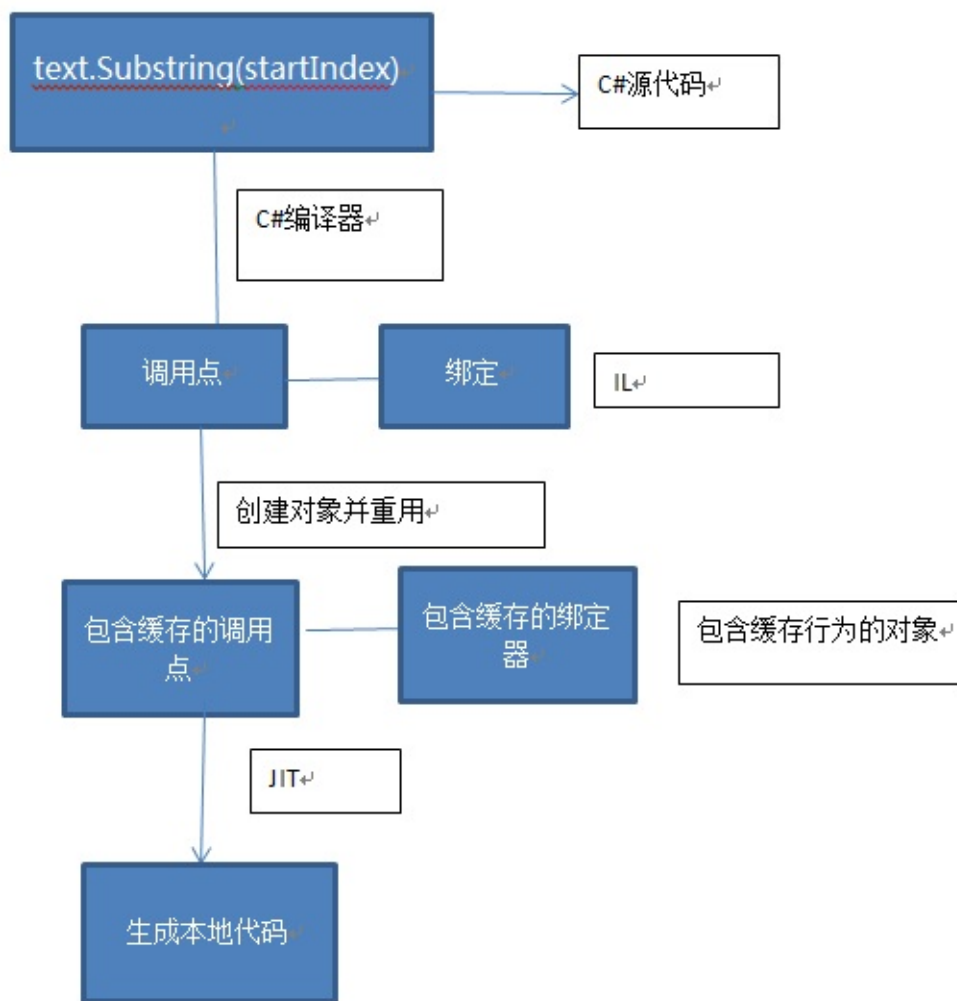 text.Substring(startIndex)
C#源代码
C#编译器
调用点
绑定
IL
创建对象并重用
包含缓存的调用
点
包含缓存的绑定
器
包含缓存行为的对象
JIT
生成本地代码